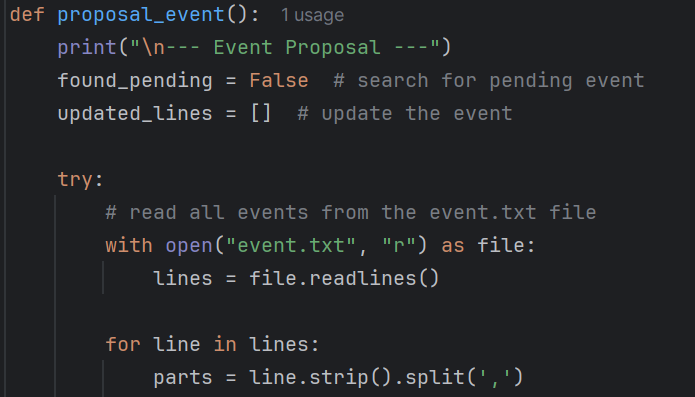 def proposal_event(): 1 usage
    print("\n--- Event Proposal ---")
    found_pending = False  # search for pending event
    updated_lines = []  # update the event

    try:
        # read all events from the event.txt file
        with open("event.txt", "r") as file:
            lines = file.readlines()

        for line in lines:
            parts = line.strip().split(',')